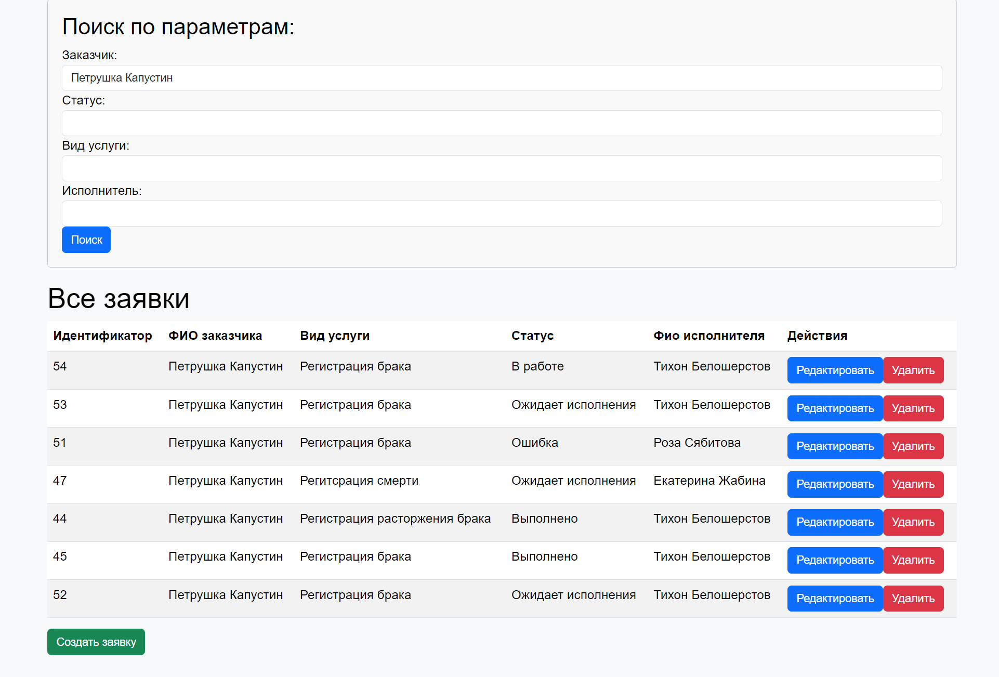 Поиск по параметрам:
Заказчик:
Петрушка Капустин
Статус:
Вид услуги:
Исполнитель:
Поиск
Все заявки
Идентификатор ФИО заказчика Вид услуги Статус Фио исполнителя Действия
54 Петрушка Капустин Регистрация брака В работе Тихон Белошерстов Редактировать Удалить
53 Петрушка Капустин Регистрация брака Ожидает исполнения Тихон Белошерстов Редактировать Удалить
51 Петрушка Капустин Регистрация брака Ошибка Роза Сябитова Редактировать Удалить
47 Петрушка Капустин Регитсрация смерти Ожидает исполнения Екатерина Жабина Редактировать Удалить
44 Петрушка Капустин Регистрация расторжения брака Выполнено Тихон Белошерстов Редактировать Удалить
45 Петрушка Капустин Регистрация брака Выполнено Тихон Белошерстов Редактировать Удалить
52 Петрушка Капустин Регистрация брака Ожидает исполнения Тихон Белошерстов Редактировать Удалить
Создать заявку